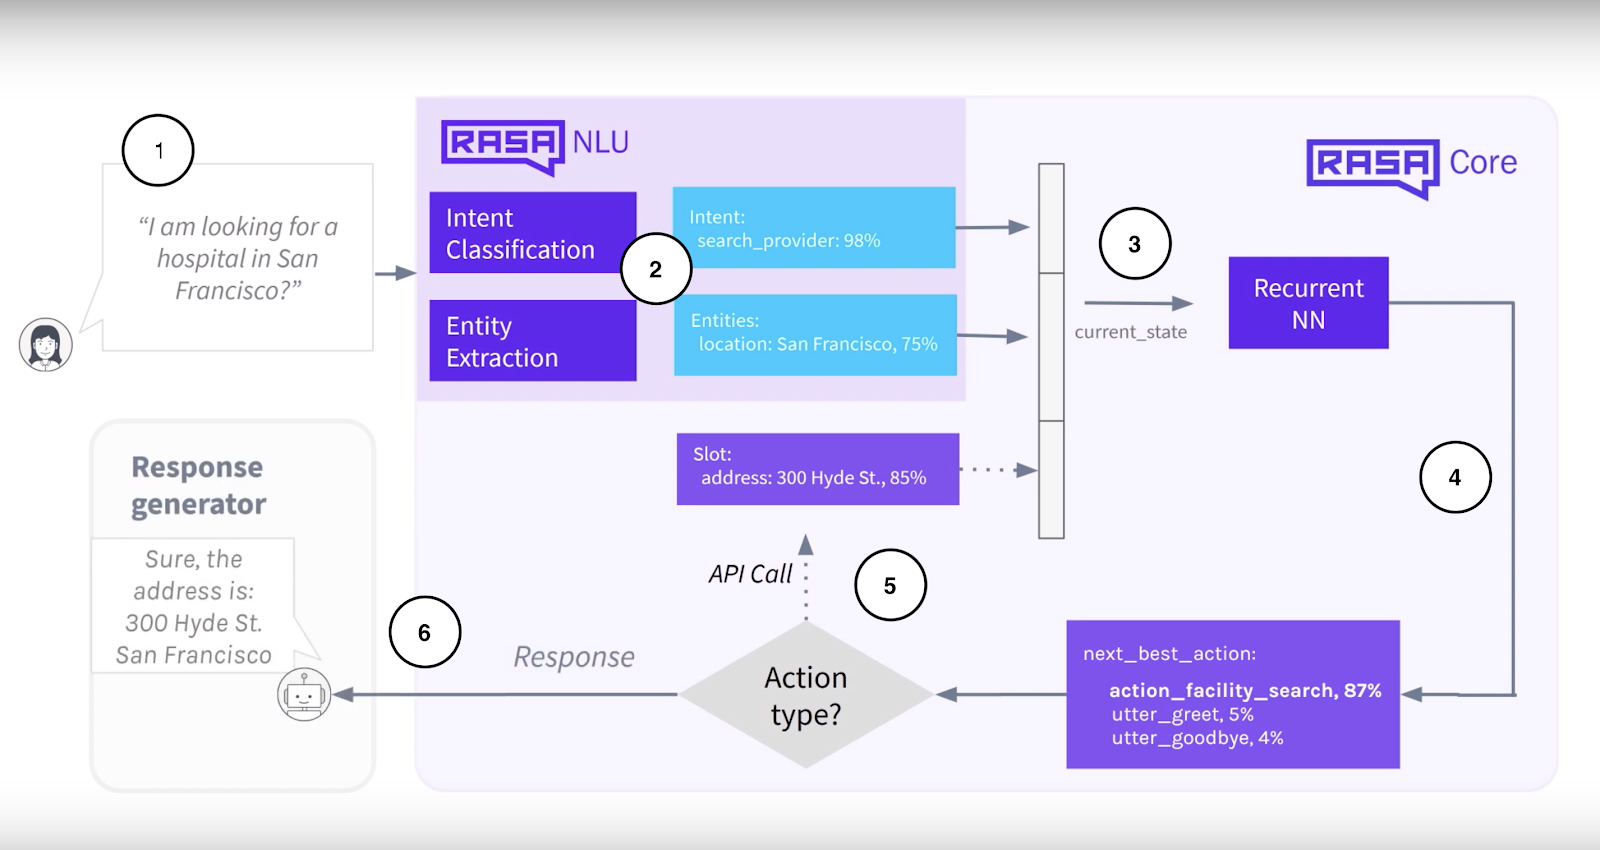 1
“I am looking for a
hospital in San
Francisco?”
RASA NLU
Intent
Classification
Entity
Extraction
2
Intent:
search_provider: 98%
Entities:
location: San Francisco, 75%
RASA Core
3
current_state
Recurrent
NN
4
Slot:
address: 300 Hyde St., 85%
API Call
5
next_best_action:
action_facility_search, 87%
utter_greet, 5%
utter_goodbye, 4%
Action
type?
Response
6
Response
generator
Sure, the
address is:
300 Hyde St.
San Francisco